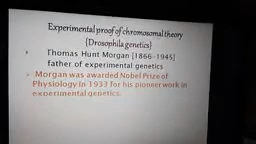 Experimental proof of chromosomal theory
(Drosophila genetics)
Thomas Hunt Morgan (1866-1945)
father of experimental genetics
Morgan was awarded Nobel Prize of
Physiology in 1933 for his pioneer work in
experimental genetics.